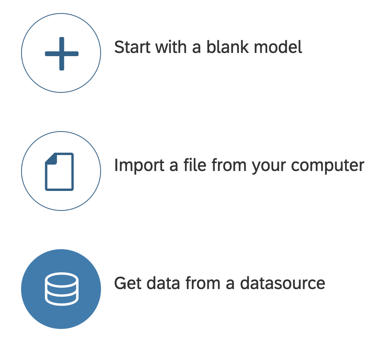 Start with a blank model
Import a file from your computer
Get data from a datasource